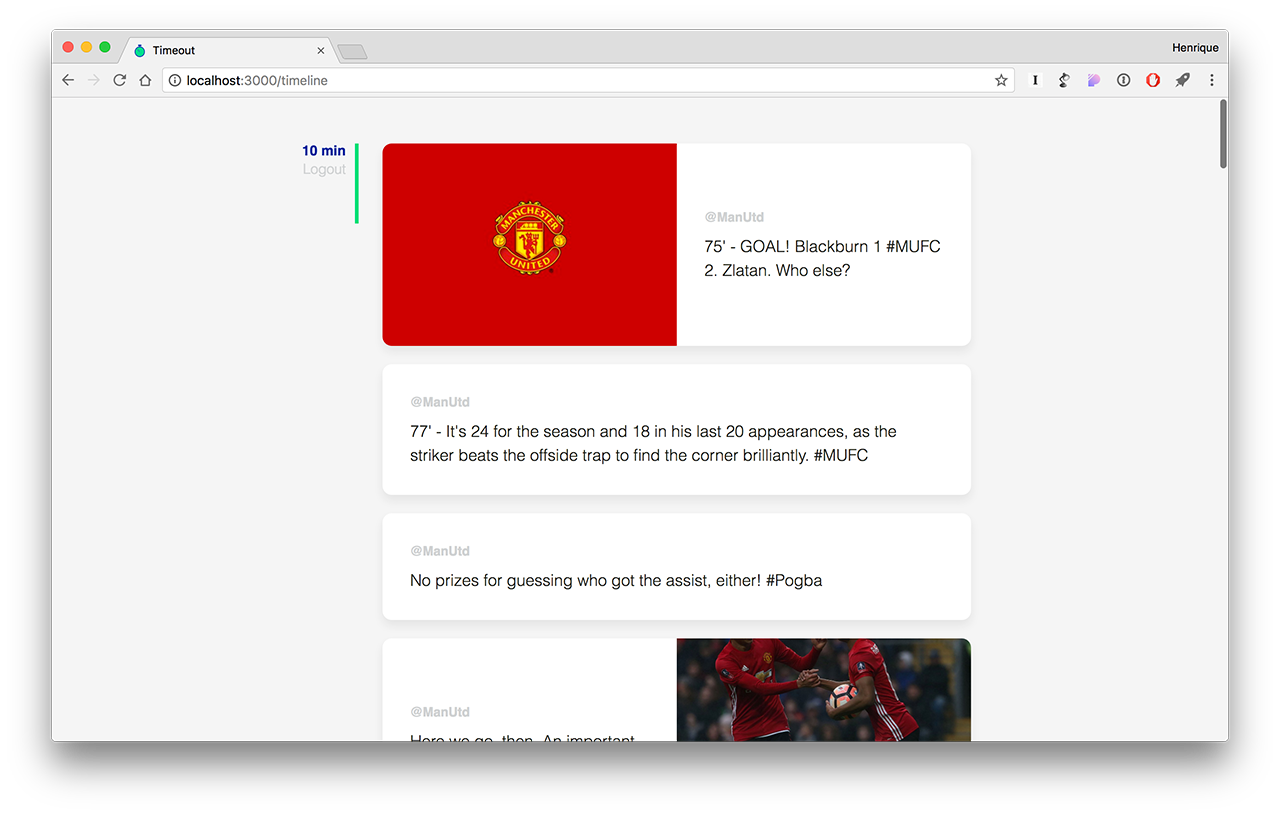 Timeout
Henrique
localhost:3000/timeline
10 min
Logout
MANCHESTER
UNITED
@ManUtd
75' - GOAL! Blackburn 1 #MUFC
2. Zlatan. Who else?
@ManUtd
77' - It's 24 for the season and 18 in his last 20 appearances, as the
striker beats the offside trap to find the corner brilliantly. #MUFC
@ManUtd
No prizes for guessing who got the assist, either! #Pogba
@ManUtd
Here we go, then. An important